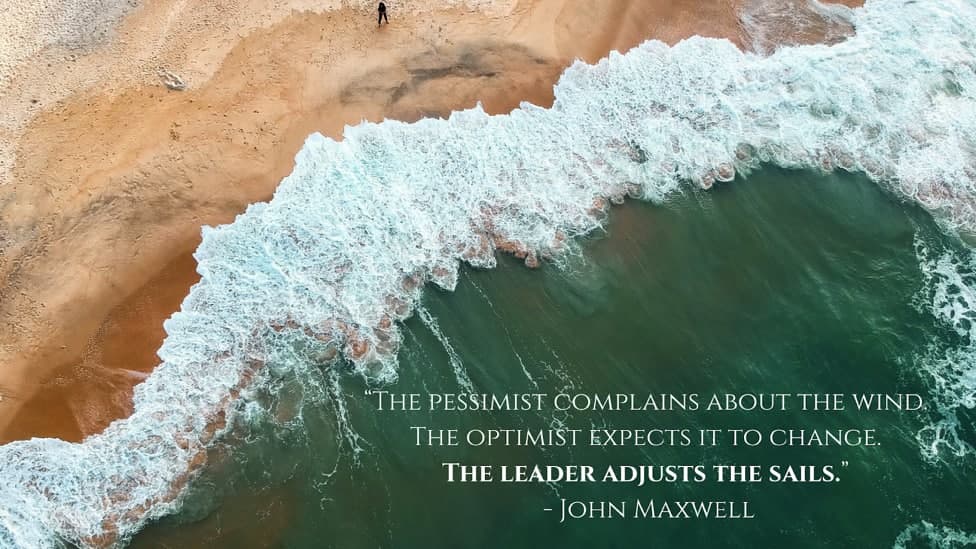 “The pessimist complains about the wind.
The optimist expects it to change.
The leader adjusts the sails.”
- John Maxwell